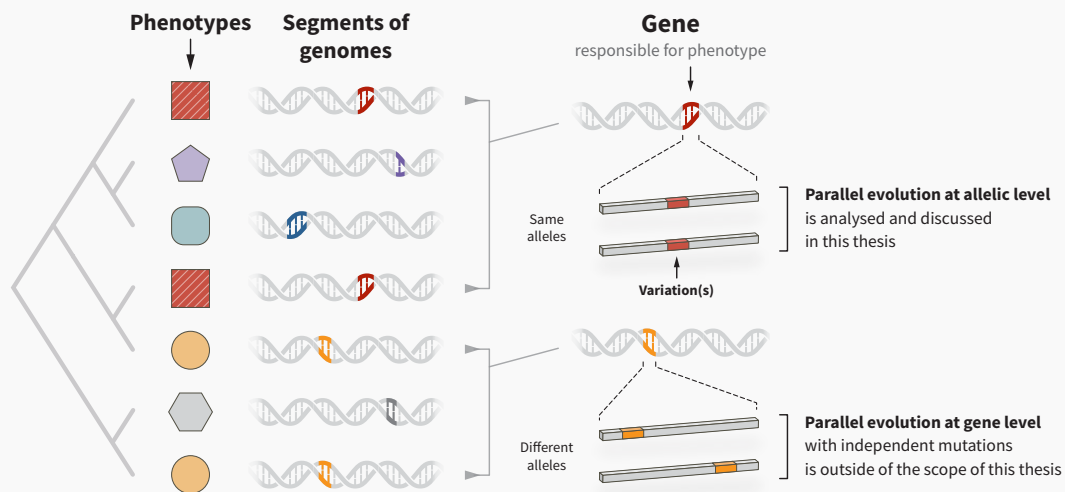 Phenotypes
Segments of
genomes
Gene
responsible for phenotype
Same
alleles
Parallel evolution at allelic level
is analysed and discussed
in this thesis
Variation(s)
Different
alleles
Parallel evolution at gene level
with independent mutations
is outside of the scope of this thesis